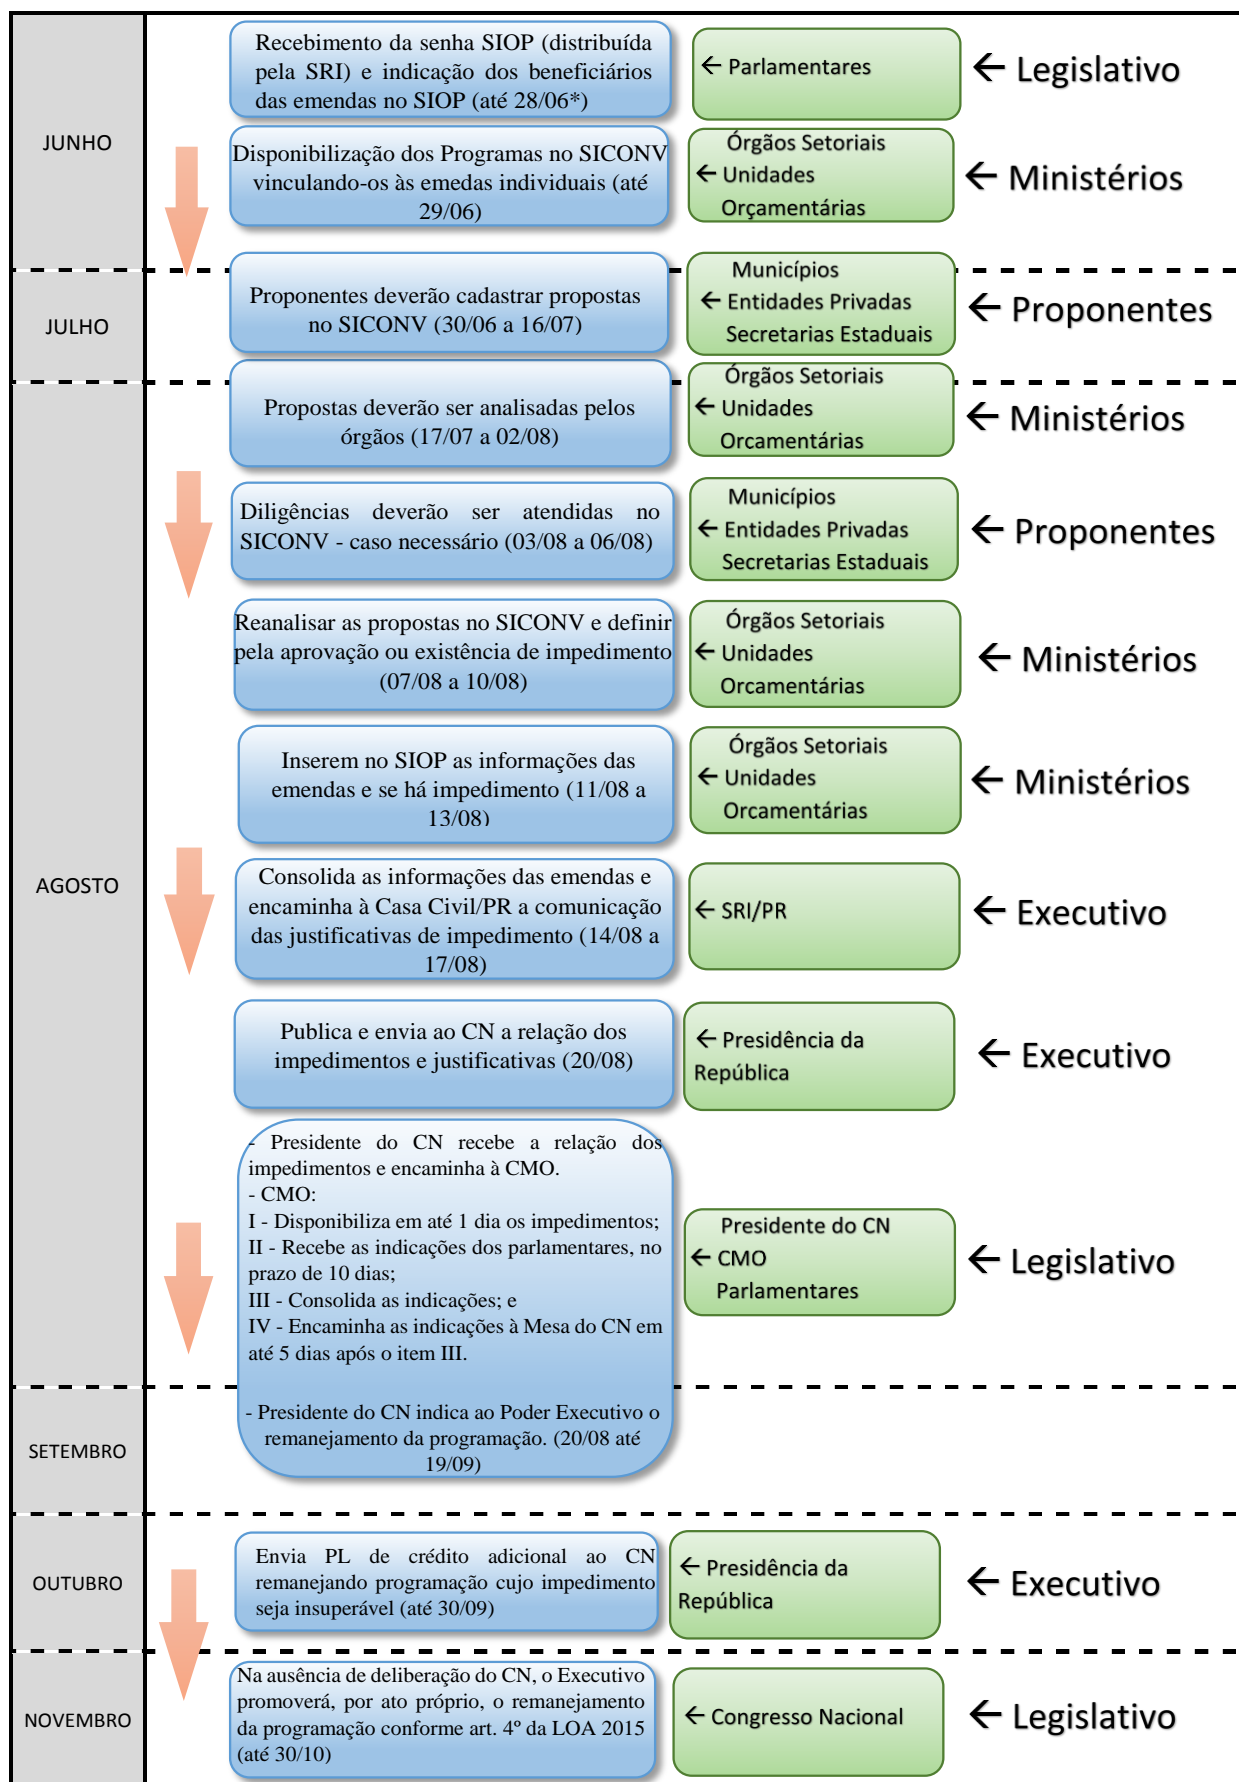 JUNHO
Recebimento da senha SIOP (distribuída
pela SRI) e indicação dos beneficiários
das emendas no SIOP (até 28/06*)
← Parlamentares
← Legislativo
Disponibilização dos Programas no SICONV
vinculando-os às emedas individuais (até
29/06)
Órgãos Setoriais
← Unidades
Orçamentárias
← Ministérios
JULHO
Proponentes deverão cadastrar propostas
no SICONV (30/06 a 16/07)
Municípios
← Entidades Privadas
Secretarias Estaduais
← Proponentes
AGOSTO
Propostas deverão ser analisadas pelos
órgãos (17/07 a 02/08)
Órgãos Setoriais
← Unidades
Orcamentárias
← Ministérios
Diligências deverão ser atendidas no
SICONV - caso necessário (03/08 a 06/08)
Municípios
← Entidades Privadas
Secretarias Estaduais
← Proponentes
Reanalisar as propostas no SICONV e definir
pela aprovação ou existência de impedimento
(07/08 a 10/08)
Órgãos Setoriais
← Unidades
Orcamentárias
← Ministérios
Inserem no SIOP as informações das
emendas e se há impedimento (11/08 a
13/08)
Órgãos Setoriais
← Unidades
Orcamentárias
← Ministérios
Consolida as informações das emendas e
encaminha à Casa Civil/PR a comunicação
das justificativas de impedimento (14/08 a
17/08)
← SRI/PR
← Executivo
Publica e envia ao CN a relação dos
impedimentos e justificativas (20/08)
← Presidência da
República
← Executivo
- Presidente do CN recebe a relação dos
impedimentos e encaminha à CMO.
- CMO:
I - Disponibiliza em até 1 dia os impedimentos;
II - Recebe as indicações dos parlamentares, no
prazo de 10 dias;
III - Consolida as indicações; e
IV - Encaminha as indicações à Mesa do CN em
até 5 dias após o item III.
- Presidente do CN indica ao Poder Executivo o
remanejamento da programação. (20/08 até
19/09)
Presidente do CN
← CMO
Parlamentares
← Legislativo
SETEMBRO
OUTUBRO
Envia PL de crédito adicional ao CN
remanejando programação cujo impedimento
seja insuperável (até 30/09)
← Presidência da
República
← Executivo
NOVEMBRO
Na ausência de deliberação do CN, o Executivo
promoverá, por ato próprio, o remanejamento
da programação conforme art. 4º da LOA 2015
(até 30/10)
← Congresso Nacional
← Legislativo